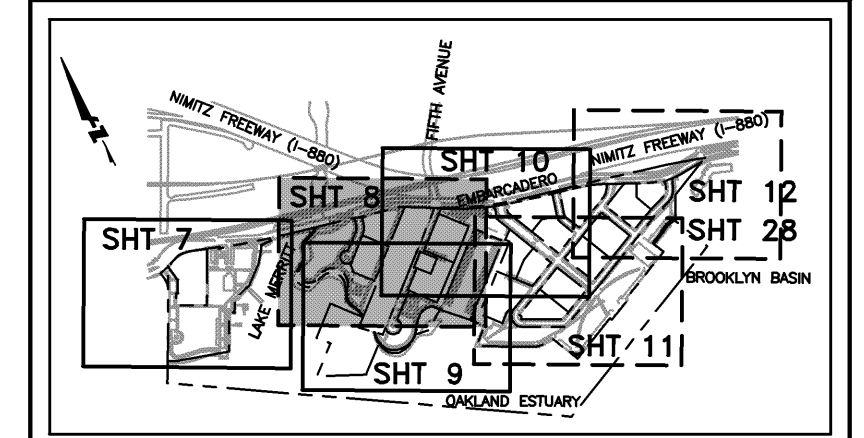 FIFTH AVENUE
NIMITZ FREEWAY (I-880)
NIMITZ FREEWAY (I-880)
SHT 10
EMBARCADERO
SHT 8
SHT 12
SHT 7
SHT 28
LAKE MERRITT
BROOKLYN BASIN
SHT 11
SHT 9
OAKLAND ESTUARY